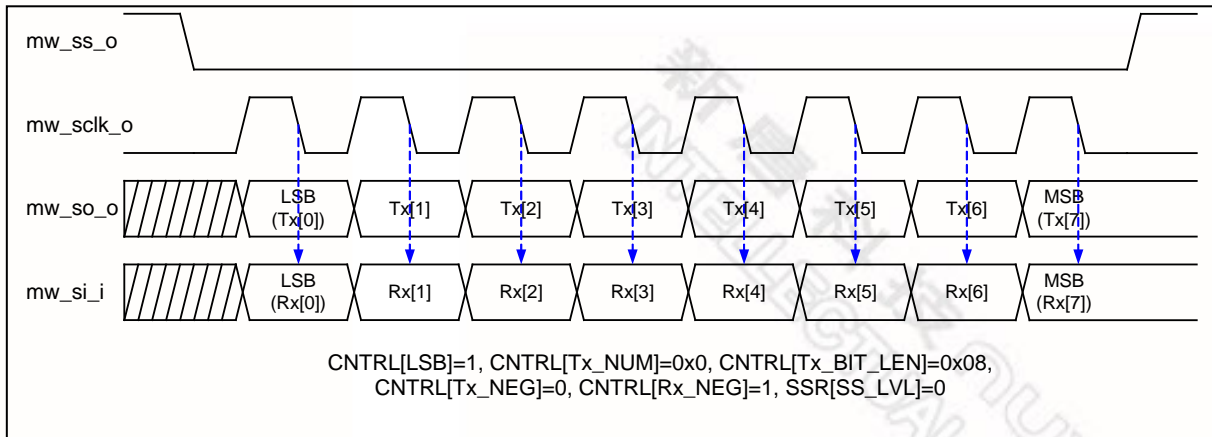 mw_ss_o
mw_sclk_o
mw_so_o
LSB
(Tx[0])
Tx[1]
Tx[2]
Tx[3]
Tx[4]
Tx[5]
Tx[6]
MSB
(Tx[7])
mw_si_i
LSB
(Rx[0])
Rx[1]
Rx[2]
Rx[3]
Rx[4]
Rx[5]
Rx[6]
MSB
(Rx[7])
CNTRL[LSB]=1, CNTRL[Tx_NUM]=0x0, CNTRL[Tx_BIT_LEN]=0x08,
CNTRL[Tx_NEG]=0, CNTRL[Rx_NEG]=1, SSR[SS_LVL]=0